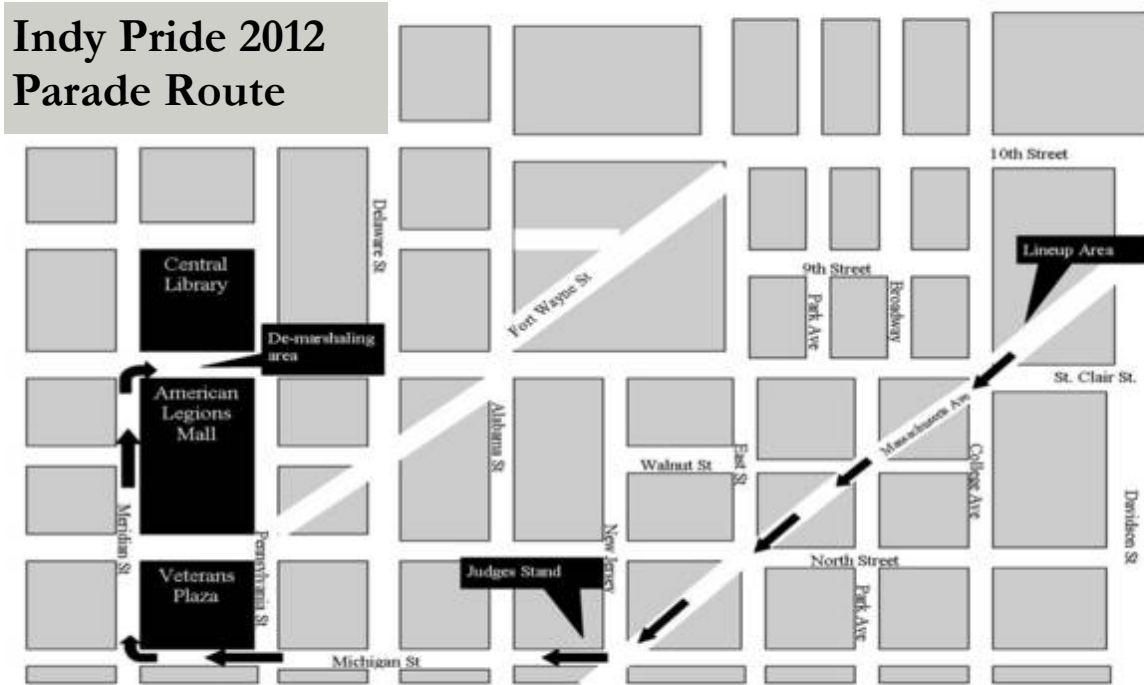 Indy Pride 2012
Parade Route
10th Street
Delaware St
Central
Library
Lineup Area
9th Street
Fort Wayne St
Park Ave
Broadway
De-marshaling
area
St. Clair St.
American
Legions
Mall
Massachusetts Ave
Alabama St
East St
Walnut St
College Ave
Davidson St
Meridian St
Pennsylvania St
New Jersey
North Street
Judges Stand
Veterans
Plaza
Park Ave
Michigan St